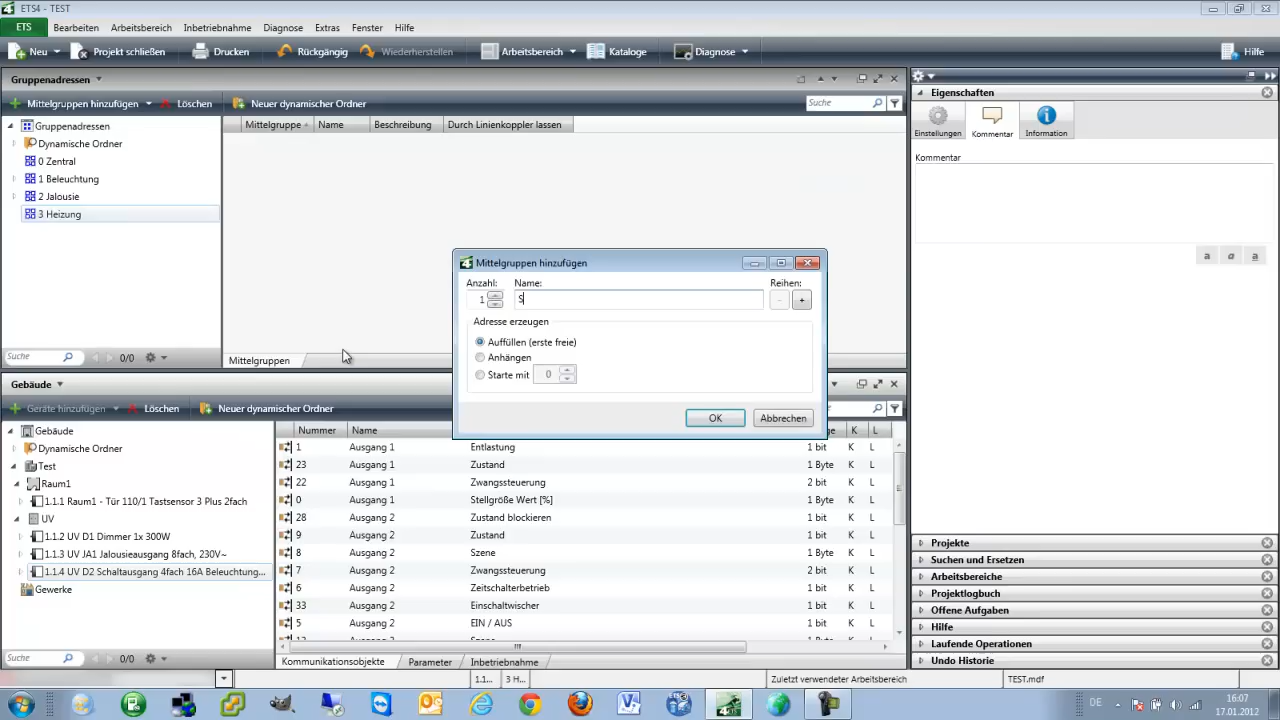 ETS4 - TEST
ETS Bearbeiten Arbeitsbereich Inbetriebnahme Diagnose Extras Fenster Hilfe
Neu Projekt schließen Drucken Rückgängig Wiederherstellen Arbeitsbereich Kataloge Diagnose Hilfe
Gruppenadressen
Mittelgruppen hinzufügen Löschen Neuer dynamischer Ordner Suche
Gruppenadressen
Dynamische Ordner
0 Zentral
1 Beleuchtung
2 Jalousie
3 Heizung
Suche 0/0
Mittelgruppe Name Beschreibung Durch Linienkoppler lassen
Mittelgruppen
Mittelgruppen hinzufügen
Anzahl: Name: Reihen:
1 S - +
Adresse erzeugen
Auffüllen (erste freie)
Anhängen
Starte mit 0
OK Abbrechen
Gebäude
Geräte hinzufügen Löschen Neuer dynamischer Ordner
Gebäude
Dynamische Ordner
Test
Raum1
1.1.1 Raum1 - Tür 110/1 Tastsensor 3 Plus 2fach
UV
1.1.2 UV D1 Dimmer 1x 300W
1.1.3 UV JA1 Jalousieausgang 8fach, 230V~
1.1.4 UV D2 Schaltausgang 4fach 16A Beleuchtung...
Gewerke
Suche 0/0
Nummer Name ge K L
1 Ausgang 1 Entlastung 1 bit K L
23 Ausgang 1 Zustand 1 Byte K L
22 Ausgang 1 Zwangssteuerung 2 bit K L
0 Ausgang 1 Stellgröße Wert [%] 1 Byte K L
28 Ausgang 2 Zustand blockieren 1 bit K L
9 Ausgang 2 Zustand 1 bit K L
8 Ausgang 2 Szene 1 Byte K L
7 Ausgang 2 Zwangssteuerung 2 bit K L
6 Ausgang 2 Zeitschalterbetrieb 1 bit K L
33 Ausgang 2 Einschaltwischer 1 bit K L
5 Ausgang 2 EIN / AUS 1 bit K L
Kommunikationsobjekte Parameter Inbetriebnahme
Eigenschaften
Einstellungen Kommentar Information
Kommentar
a a a
Projekte
Suchen und Ersetzen
Arbeitsbereiche
Projektlogbuch
Offene Aufgaben
Hilfe
Laufende Operationen
Undo Historie
1.1... 3 H... Zuletzt verwendeter Arbeitsbereich TEST.mdf
DE 16:07
17.01.2012